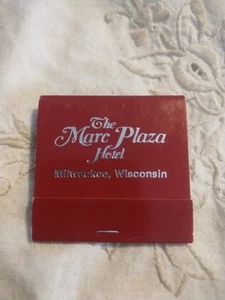 The
Marc Plaza
Hotel
Milwaukee, Wisconsin